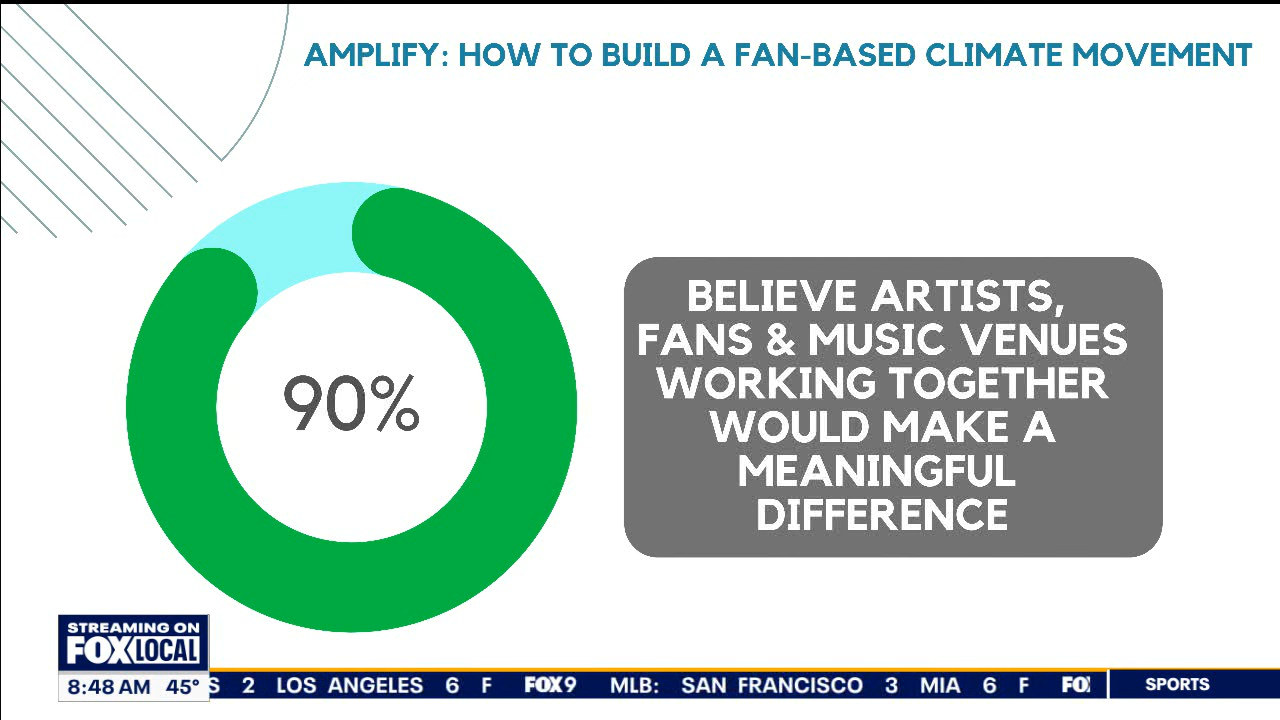 AMPLIFY: HOW TO BUILD A FAN-BASED CLIMATE MOVEMENT
90%
BELIEVE ARTISTS,
FANS & MUSIC VENUES
WORKING TOGETHER
WOULD MAKE A
MEANINGFUL
DIFFERENCE
STREAMING ON
FOX LOCAL
8:48 AM 45°
S 2 LOS ANGELES 6 F FOX9 MLB: SAN FRANCISCO 3 MIA 6 F FO
SPORTS